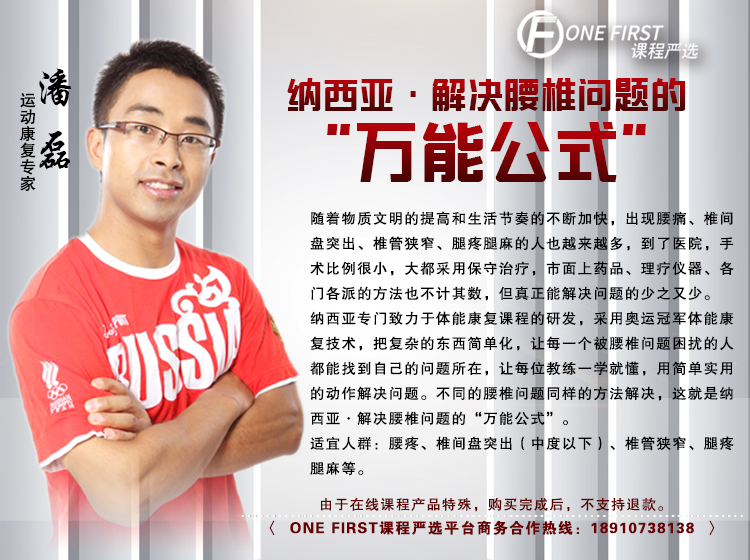 ONE FIRST
课程严选
潘磊
运动康复专家
纳西亚·解决腰椎问题的
“万能公式”
随着物质文明的提高和生活节奏的不断加快，出现腰痛、椎间
盘突出、椎管狭窄、腿疼腿麻的人也越来越多，到了医院，手
术比例很小，大都采用保守治疗，市面上药品、理疗仪器、各
门各派的方法也不计其数，但真正能解决问题的少之又少。
纳西亚专门致力于体能康复课程的研发，采用奥运冠军体能康
复技术，把复杂的东西简单化，让每一个被腰椎问题困扰的人
都能找到自己的问题所在，让每位教练一学就懂，用简单实用
的动作解决问题。不同的腰椎问题同样的方法解决，这就是纳
西亚·解决腰椎问题的“万能公式”。
适宜人群：腰疼、椎间盘突出（中度以下）、椎管狭窄、腿疼
腿麻等。
RUSSIA
由于在线课程产品特殊，购买完成后，不支持退款。
〈 ONE FIRST课程严选平台商务合作热线：18910738138 〉